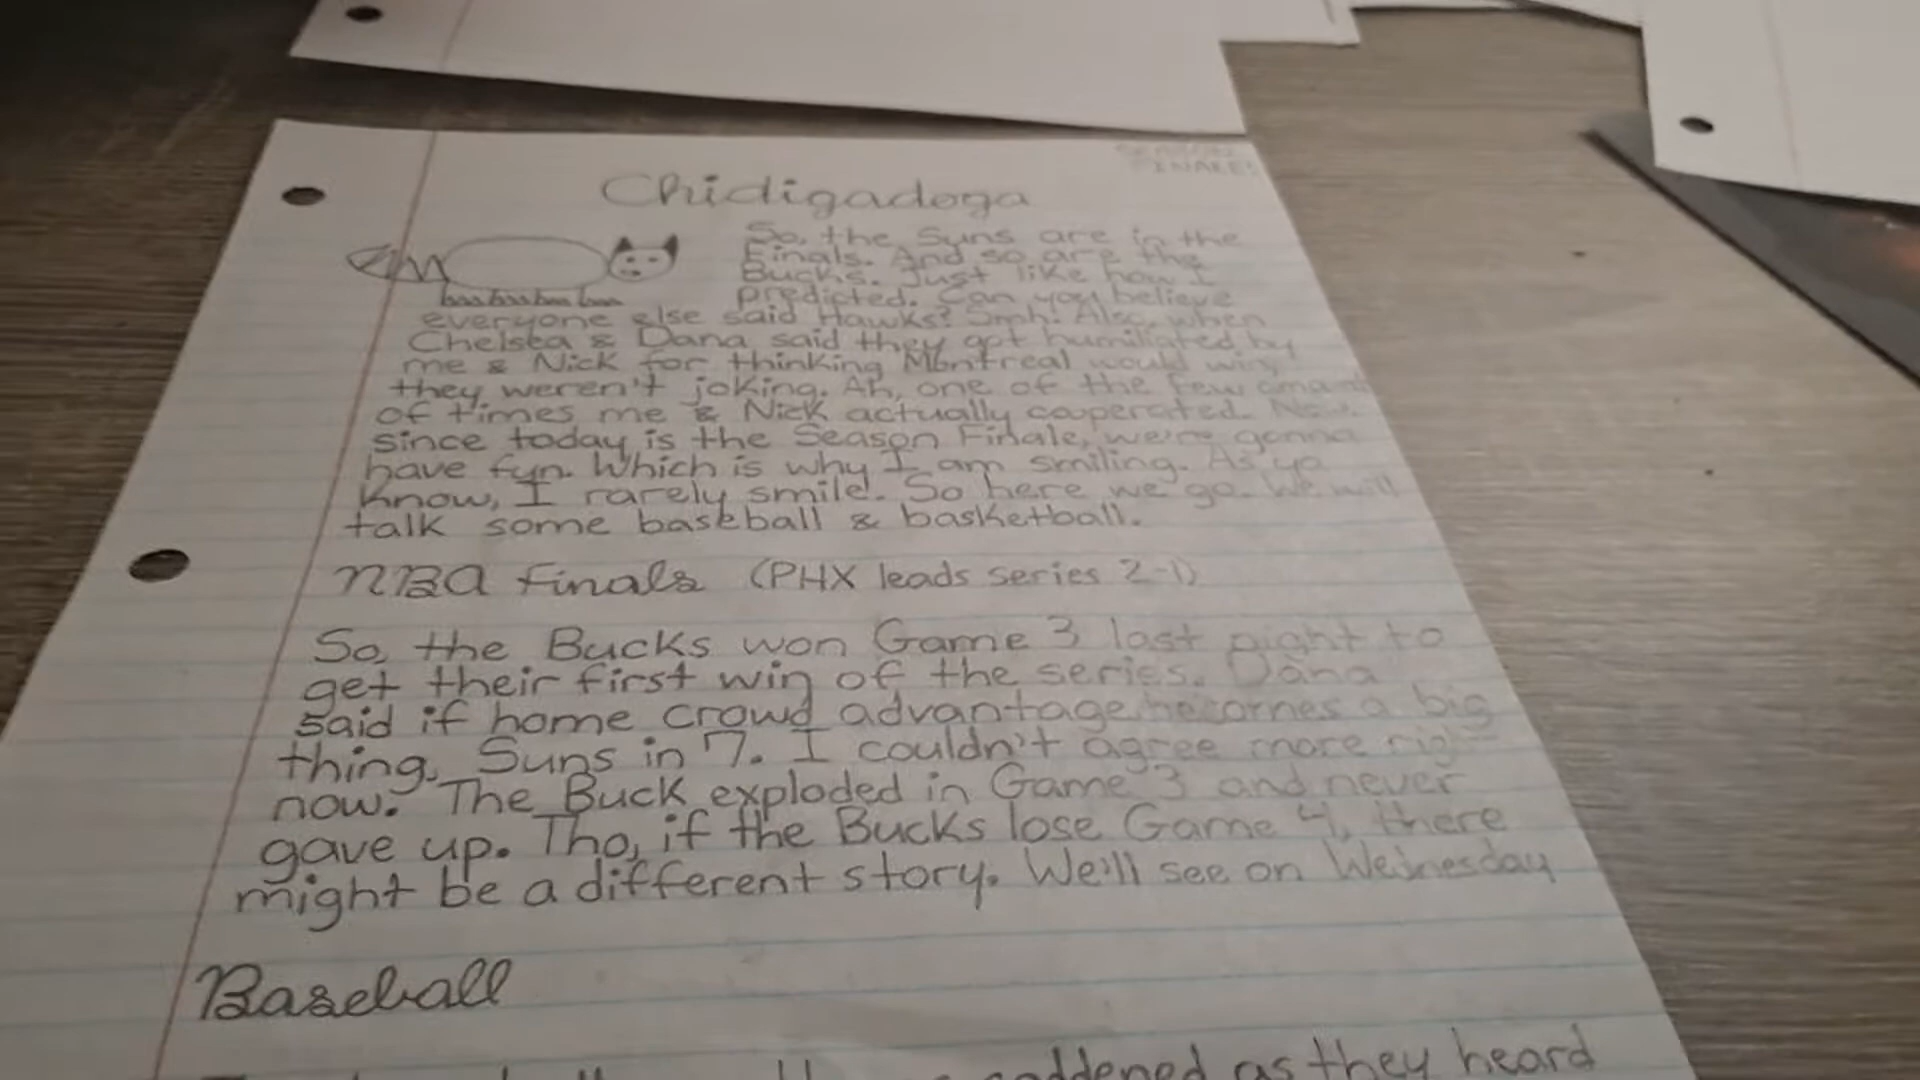 FINALE!
Chidigadoga
So, the Suns are in the
Finals. And so are the
Bucks. Just like how I
predicted. Can you believe
everyone else said Hawks? Smh! Also, when
Chelsea & Dana said they got humiliated by
me & Nick for thinking Montreal would win,
they weren't joking. Ah, one of the few
of times me & Nick actually cooperated. Now,
since today is the Season Finale, we're gonna
have fun. Which is why I am smiling. As ya
know, I rarely smile. So here we go. We will
talk some baseball & basketball.
NBA Finals (PHX leads series 2-1)
So, the Bucks won Game 3 last night to
get their first win of the series. Dana
said if home crowd advantage becomes a big
thing, Suns in 7. I couldn't agree more
now. The Buck exploded in Game 3 and never
gave up. Tho, if the Bucks lose Game 4, there
might be a different story. We'll see on Wednesday
Baseball
as they heard